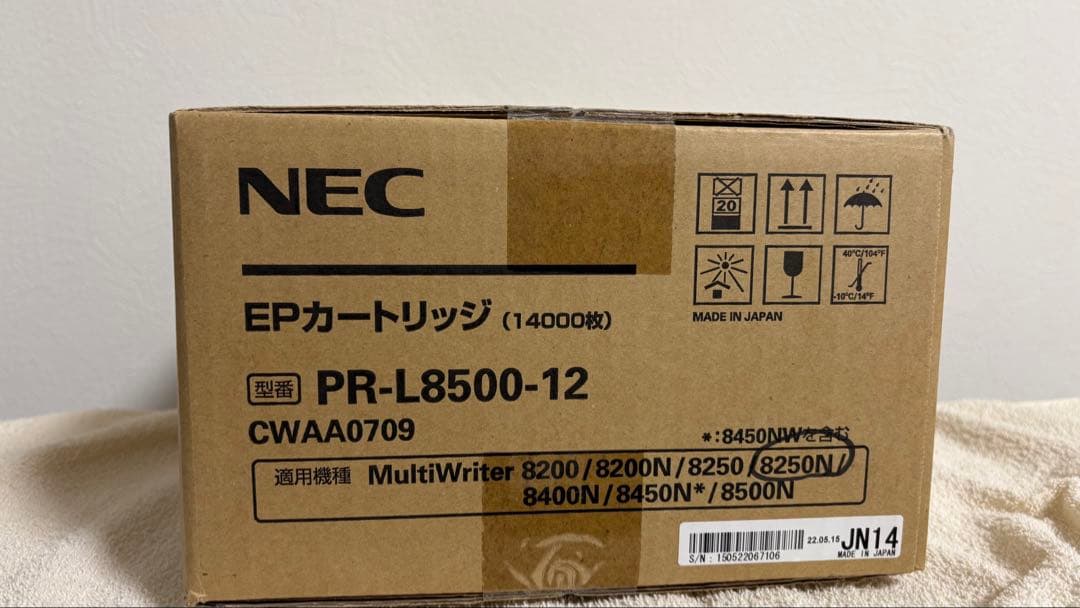 NEC
20
40°C/104°F
-10°C/14°F
MADE IN JAPAN
EPカートリッジ（14000枚）
型番 PR-L8500-12
CWAA0709
*:8450NWを含む
適用機種 MultiWriter 8200/8200N/8250/8250N/
8400N/8450N*/8500N
22.05.15 JN14
S/N : 150522067106
MADE IN JAPAN